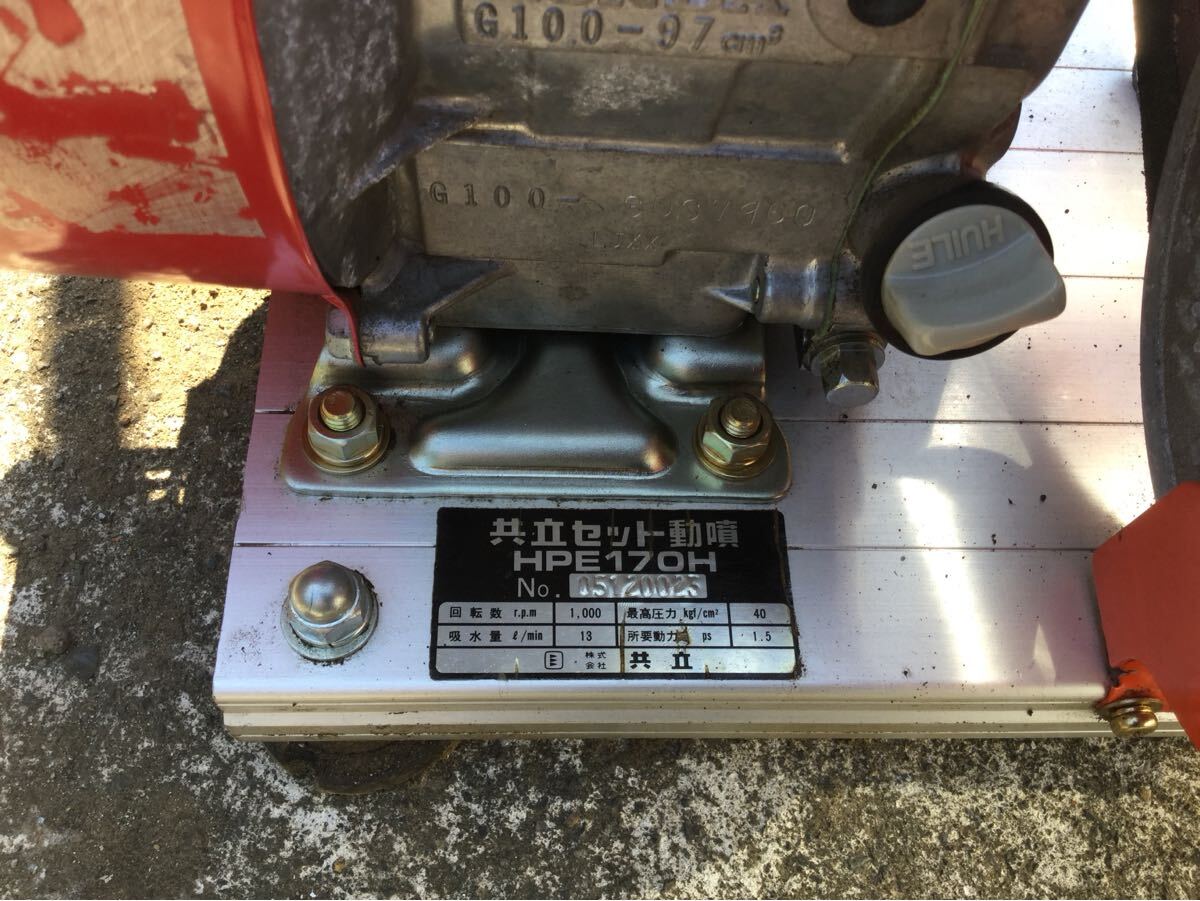 G100-97cm³
G100-
HUILE
共立セット動噴
HPE170H
No. 05120023
回転数 r.p.m 1,000 最高圧力 kgf/cm² 40
吸水量 ℓ/min 13 所要動力 ps 1.5
株式会社 共立